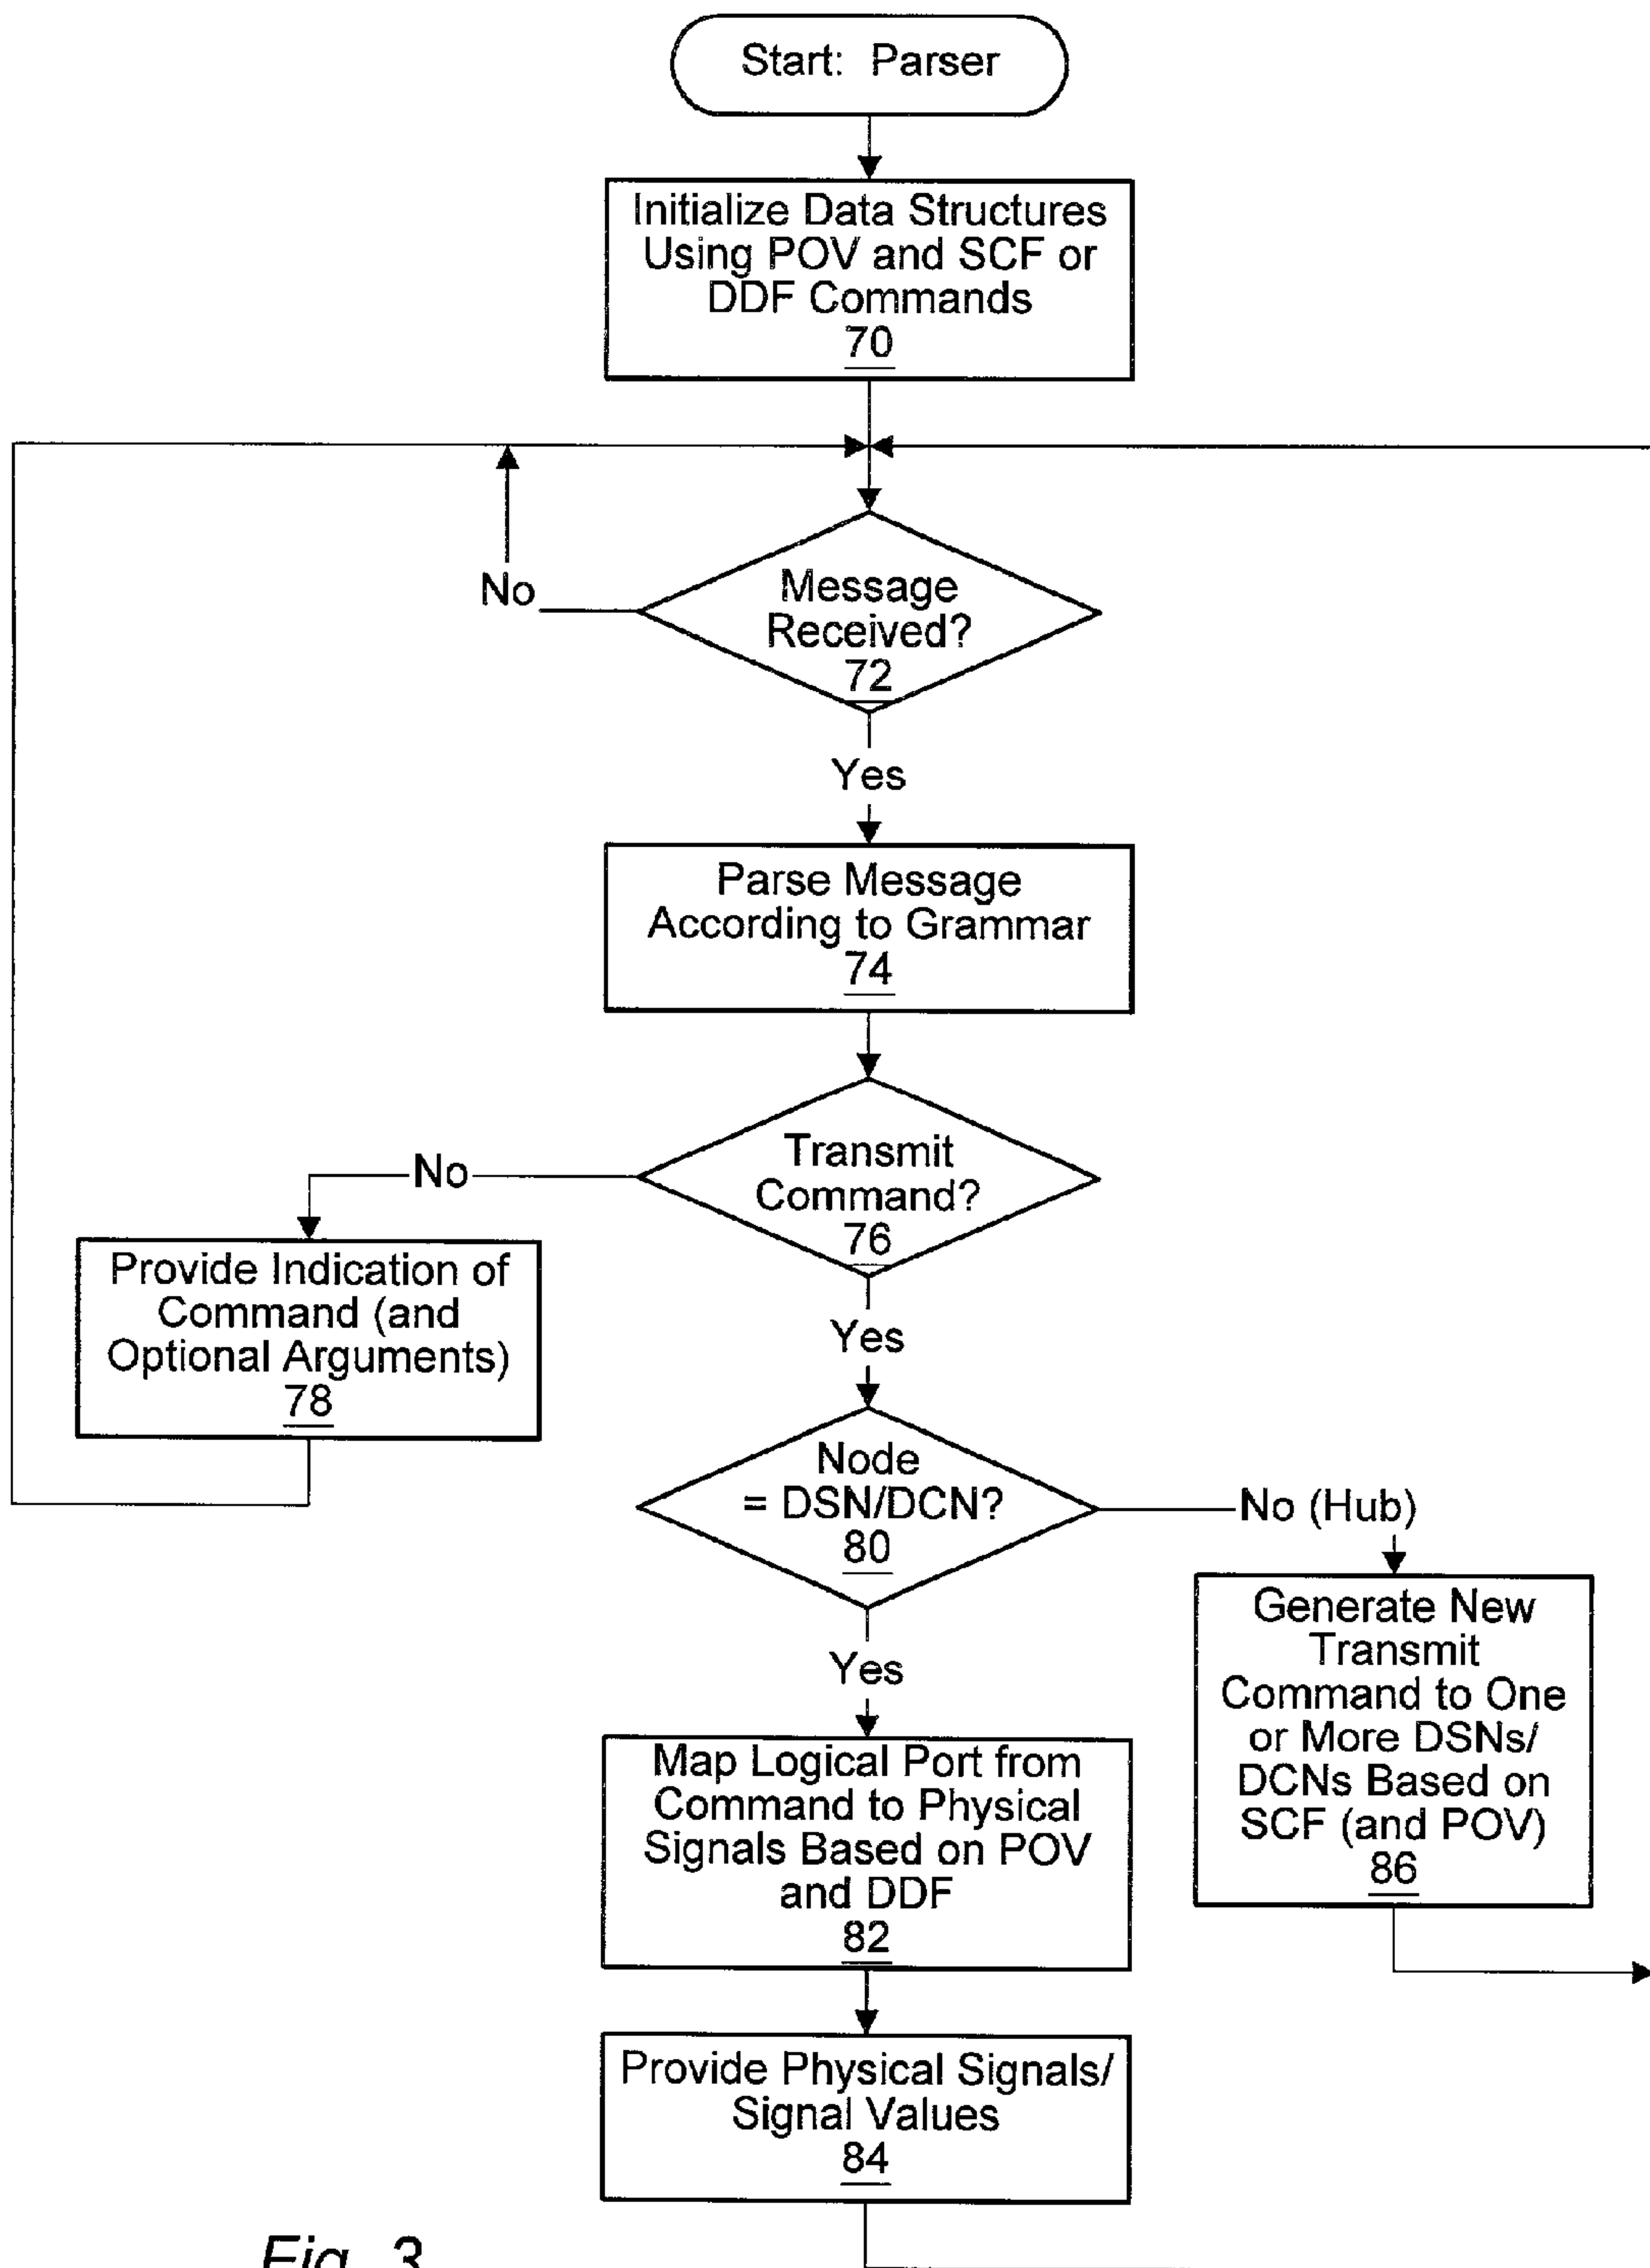 Start: Parser
Initialize Data Structures
Using POV and SCF or
DDF Commands
70
No
Message
Received?
72
Yes
Parse Message
According to Grammar
74
No
Transmit
Command?
76
Provide Indication of
Command (and
Optional Arguments)
78
Yes
Node
= DSN/DCN?
80
No (Hub)
Generate New
Transmit
Command to One
or More DSNs/
DCNs Based on
SCF (and POV)
86
Yes
Map Logical Port from
Command to Physical
Signals Based on POV
and DDF
82
Provide Physical Signals/
Signal Values
84
Fig. 3